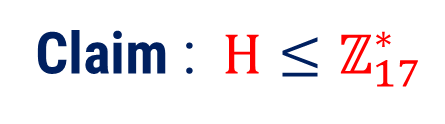 Claim : H ≤ ℤ*₁₇